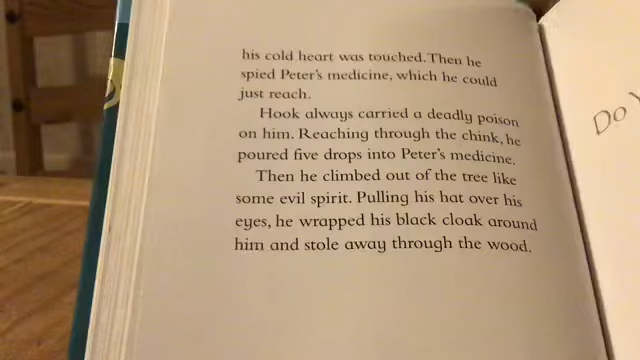 his cold heart was touched. Then he
spied Peter's medicine, which he could
just reach.
Hook always carried a deadly poison
on him. Reaching through the chink, he
poured five drops into Peter's medicine.
Then he climbed out of the tree like
some evil spirit. Pulling his hat over his
eyes, he wrapped his black cloak around
him and stole away through the wood.
Do